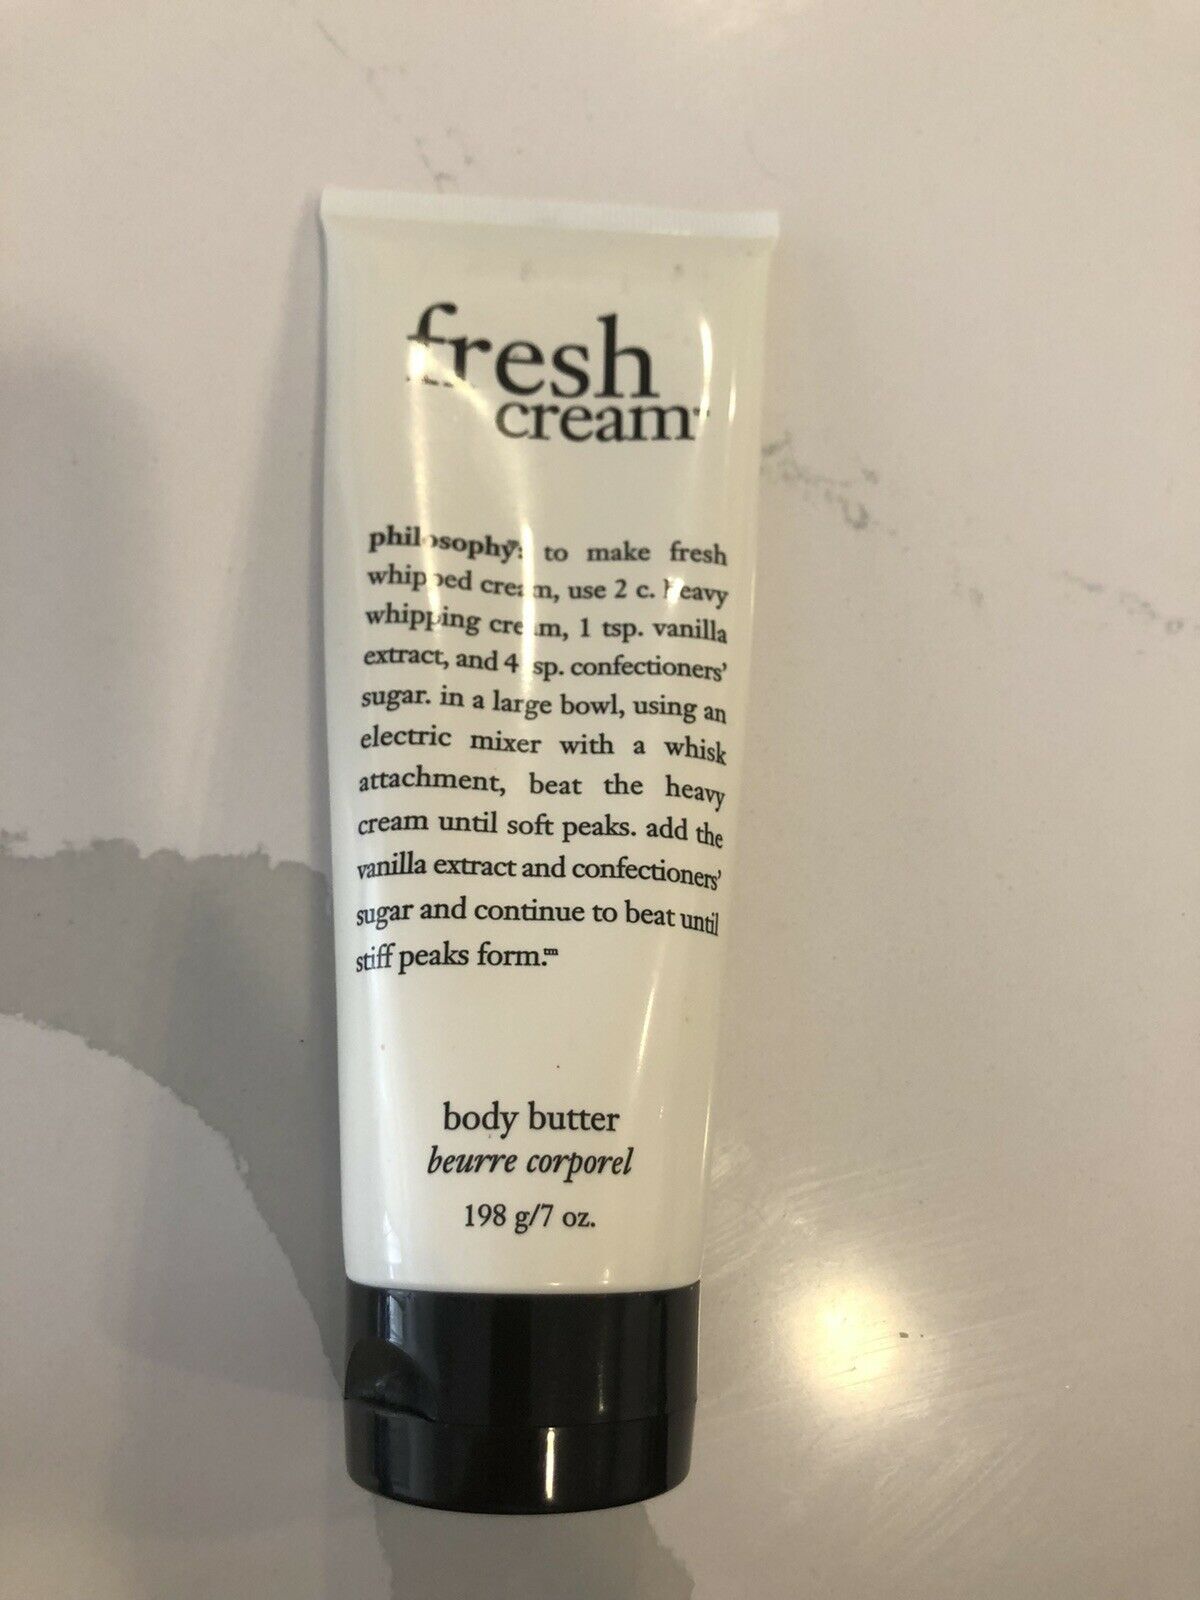 fresh
cream™
philosophy: to make fresh
whipped cream, use 2 c. heavy
whipping cream, 1 tsp. vanilla
extract, and 4 sp. confectioners'
sugar. in a large bowl, using an
electric mixer with a whisk
attachment, beat the heavy
cream until soft peaks. add the
vanilla extract and confectioners'
sugar and continue to beat until
stiff peaks form.℠
body butter
beurre corporel
198 g/7 oz.